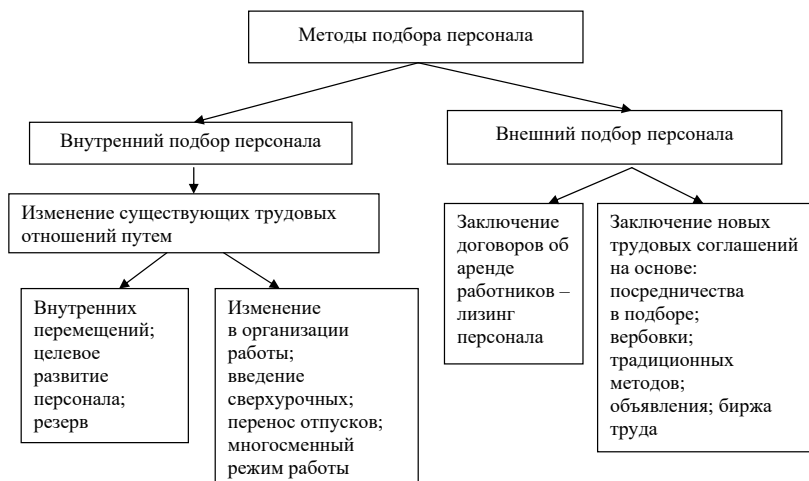 Методы подбора персонала
Внутренний подбор персонала
Внешний подбор персонала
Изменение существующих трудовых
отношений путем
Внутренних
перемещений;
целевое
развитие
персонала;
резерв
Изменение
в организации
работы;
введение
сверхурочных;
перенос отпусков;
многосменный
режим работы
Заключение
договоров об
аренде
работников –
лизинг
персонала
Заключение новых
трудовых соглашений
на основе:
посредничества
в подборе;
вербовки;
традиционных
методов;
объявления; биржа
труда